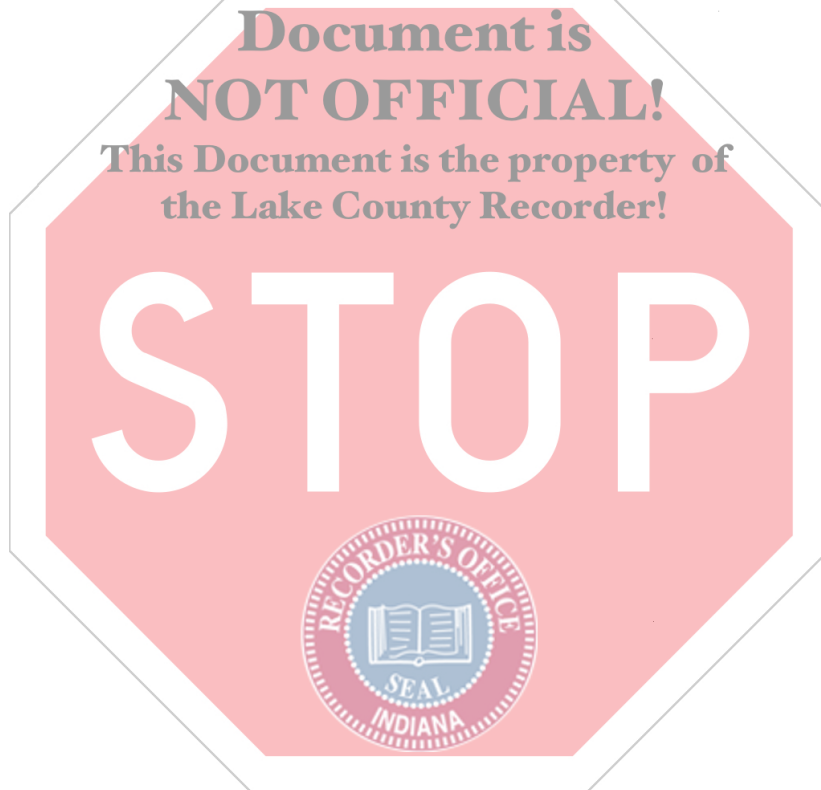 Document is
NOT OFFICIAL!
This Document is the property of
the Lake County Recorder!
STOP
RECORDER'S OFFICE
SEAL
INDIANA